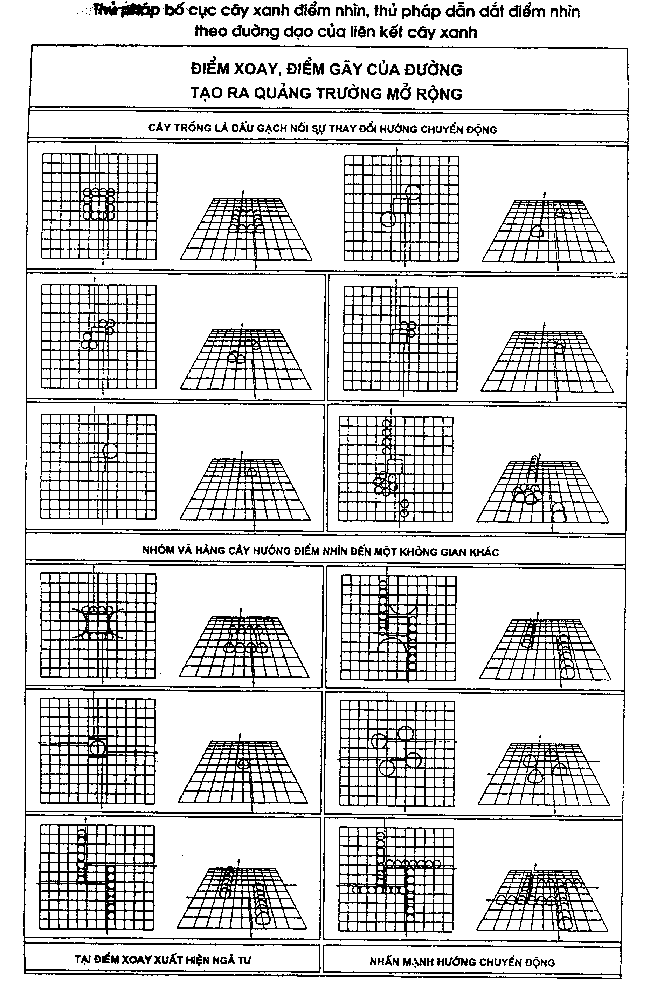 Thủ pháp bố cục cây xanh điểm nhìn, thủ pháp dẫn dắt điểm nhìn
theo đường dạo của liên kết cây xanh
ĐIỂM XOAY, ĐIỂM GÃY CỦA ĐƯỜNG
TẠO RA QUẢNG TRƯỜNG MỞ RỘNG
CÂY TRỒNG LÀ DẤU GẠCH NỐI SỰ THAY ĐỔI HƯỚNG CHUYỂN ĐỘNG
NHÓM VÀ HÀNG CÂY HƯỚNG ĐIỂM NHÌN ĐẾN MỘT KHÔNG GIAN KHÁC
TẠI ĐIỂM XOAY XUẤT HIỆN NGÃ TƯ
NHẤN MẠNH HƯỚNG CHUYỂN ĐỘNG